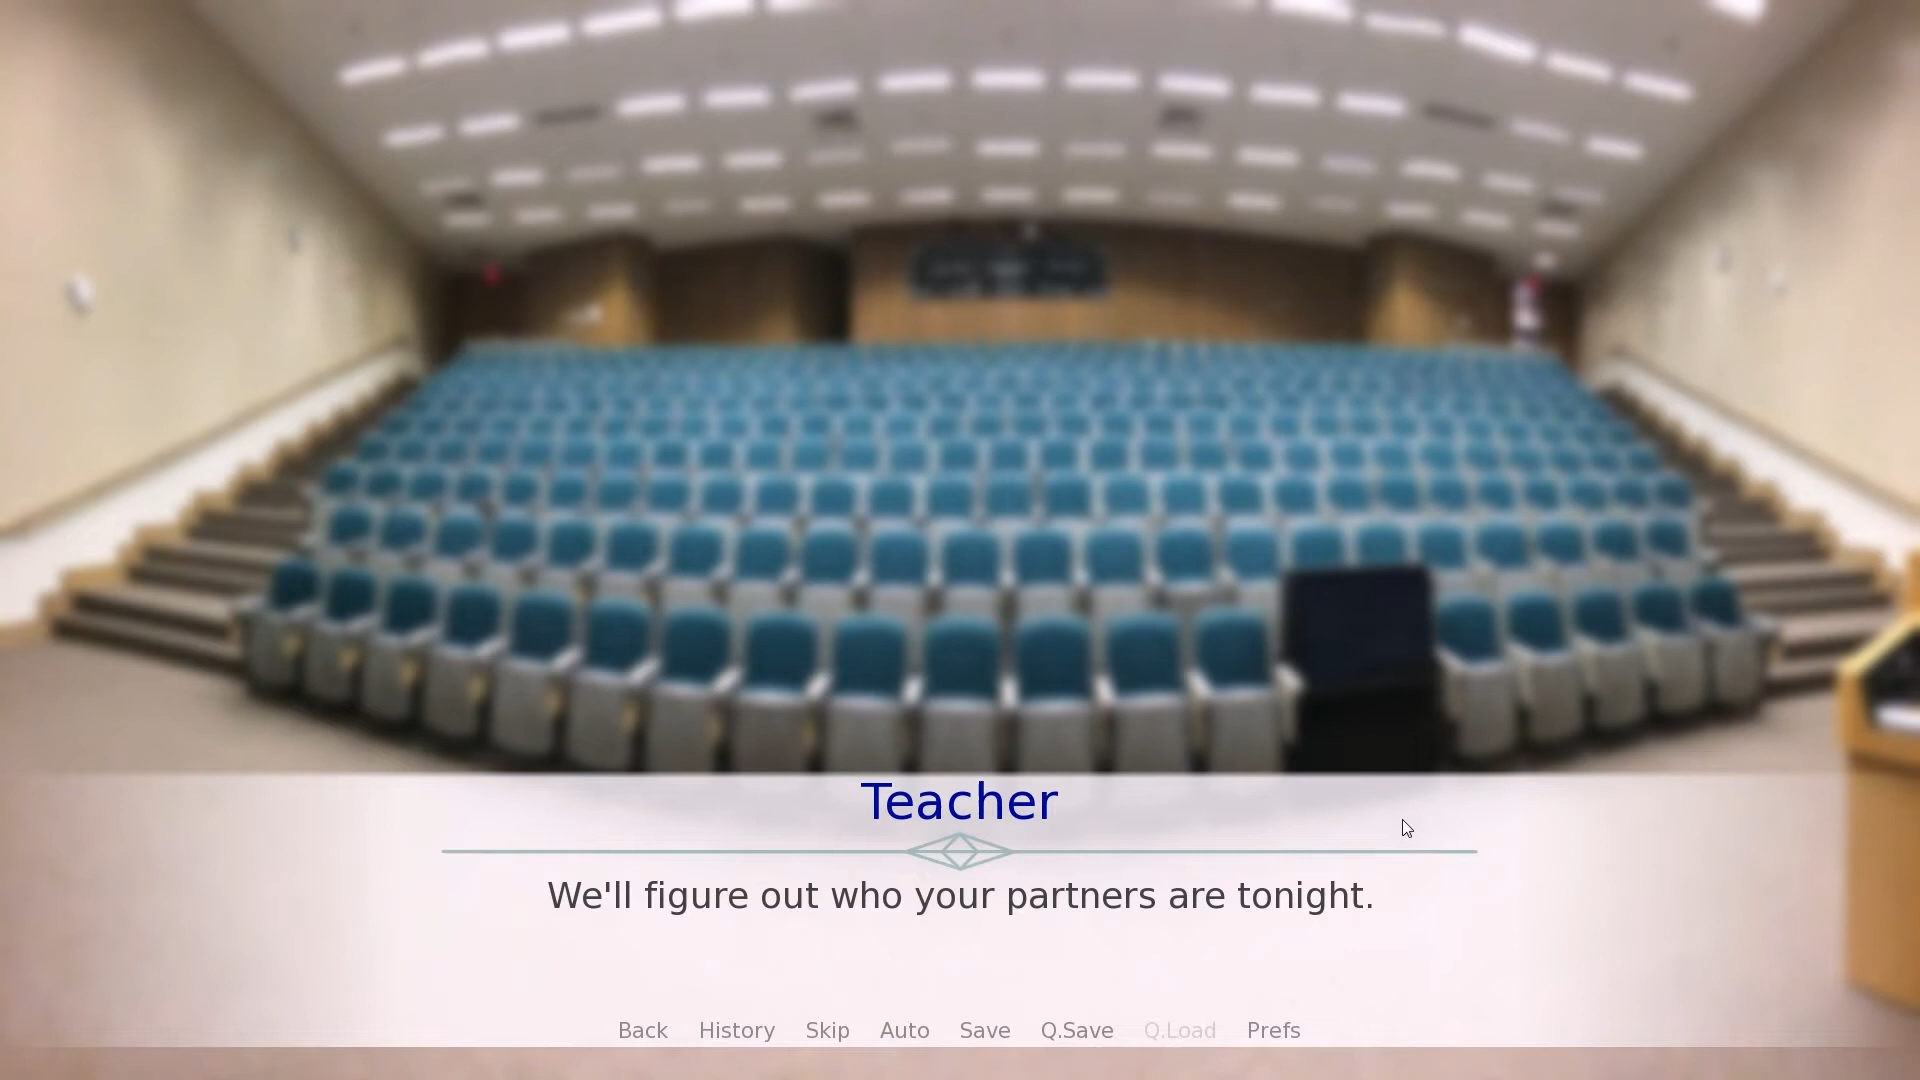 Teacher
We'll figure out who your partners are tonight.
Back History Skip Auto Save Q.Save Q.Load Prefs